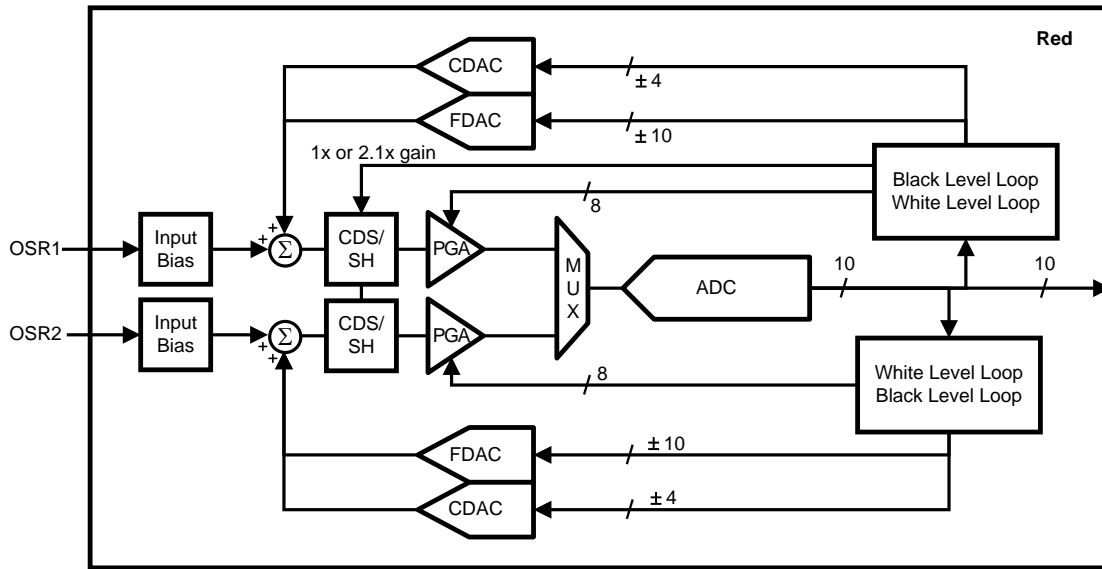 Red
CDAC
± 4
FDAC
± 10
1x or 2.1x gain
Black Level Loop
White Level Loop
8
OSR1
Input
Bias
+
+
Σ
CDS/
SH
PGA
M
U
X
ADC
10
10
OSR2
Input
Bias
+
+
Σ
CDS/
SH
PGA
8
White Level Loop
Black Level Loop
FDAC
± 10
CDAC
± 4